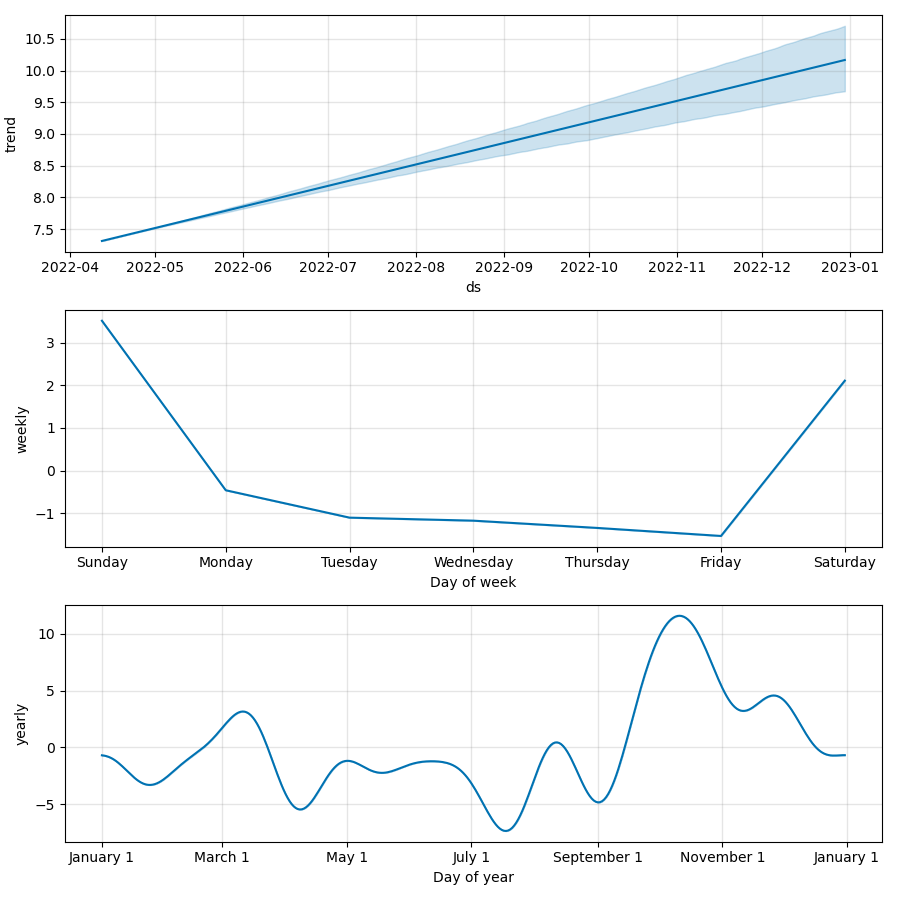 10.5
10.0
9.5
9.0
8.5
8.0
7.5
trend
2022-04 2022-05 2022-06 2022-07 2022-08 2022-09 2022-10 2022-11 2022-12 2023-01
ds
3
2
1
0
−1
weekly
Sunday Monday Tuesday Wednesday Thursday Friday Saturday
Day of week
10
5
0
−5
yearly
January 1 March 1 May 1 July 1 September 1 November 1 January 1
Day of year